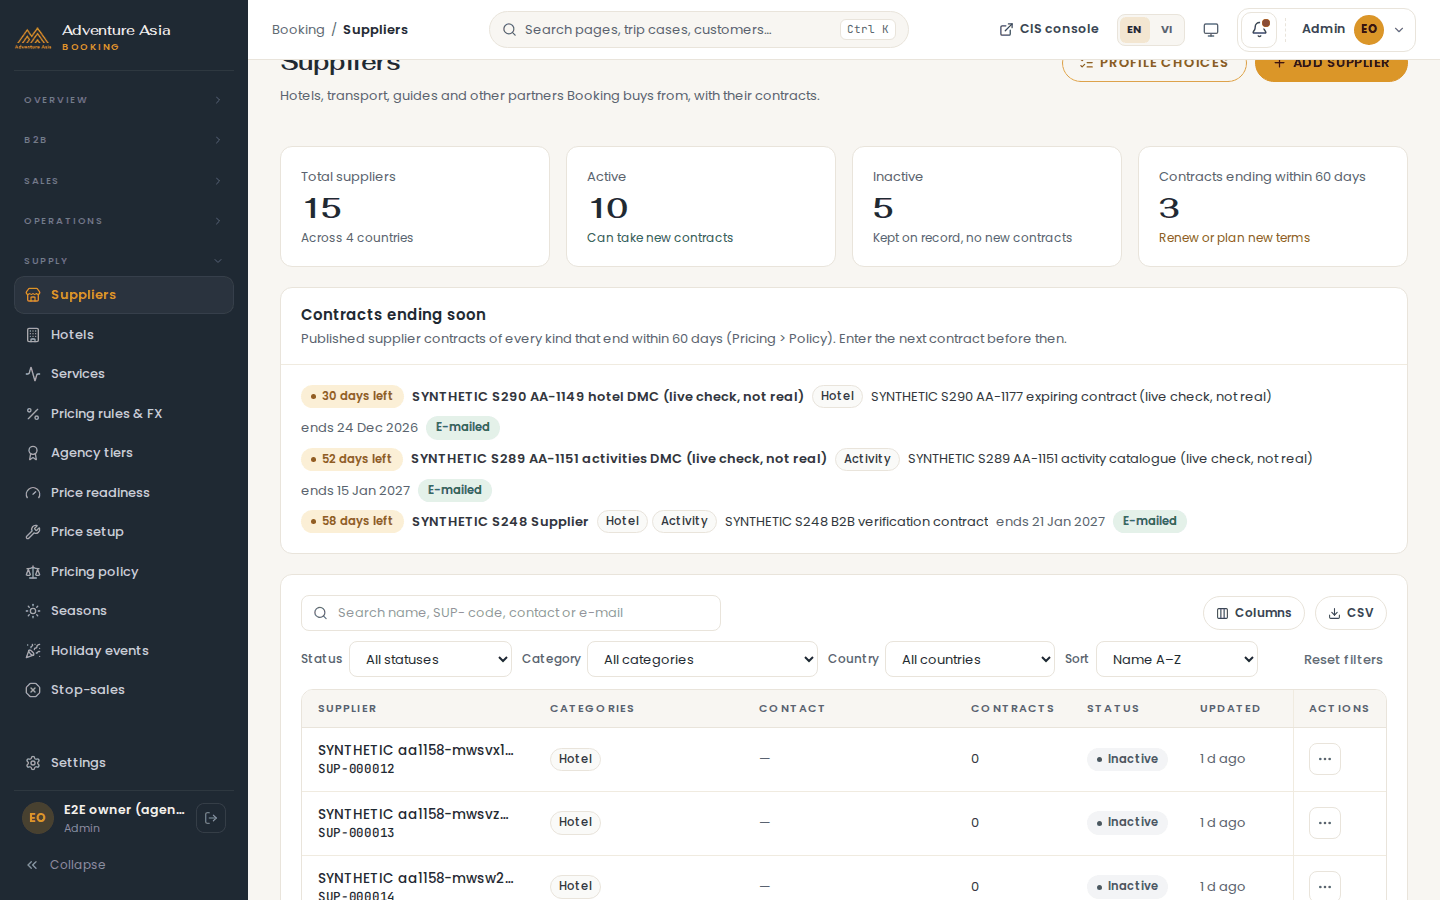 Adventure Asia
BOOKING
Adventure Asia
Booking / Suppliers
Search pages, trip cases, customers...
Ctrl K
CIS console
EN VI
Admin EO
OVERVIEW
B2B
SALES
OPERATIONS
SUPPLY
Suppliers
Hotels
Services
Pricing rules & FX
Agency tiers
Price readiness
Price setup
Pricing policy
Seasons
Holiday events
Stop-sales
Settings
EO
E2E owner (agen...
Admin
Collapse
Suppliers
PROFILE CHOICES
+ ADD SUPPLIER
Hotels, transport, guides and other partners Booking buys from, with their contracts.
Total suppliers
15
Across 4 countries
Active
10
Can take new contracts
Inactive
5
Kept on record, no new contracts
Contracts ending within 60 days
3
Renew or plan new terms
Contracts ending soon
Published supplier contracts of every kind that end within 60 days (Pricing > Policy). Enter the next contract before then.
30 days left SYNTHETIC S290 AA-1149 hotel DMC (live check, not real) Hotel SYNTHETIC S290 AA-1177 expiring contract (live check, not real)
ends 24 Dec 2026 E-mailed
52 days left SYNTHETIC S289 AA-1151 activities DMC (live check, not real) Activity SYNTHETIC S289 AA-1151 activity catalogue (live check, not real)
ends 15 Jan 2027 E-mailed
58 days left SYNTHETIC S248 Supplier Hotel Activity SYNTHETIC S248 B2B verification contract ends 21 Jan 2027 E-mailed
Search name, SUP- code, contact or e-mail
Columns
CSV
Status All statuses Category All categories Country All countries Sort Name A–Z Reset filters
SUPPLIER CATEGORIES CONTACT CONTRACTS STATUS UPDATED ACTIONS
SYNTHETIC aa1158-mwsvx1... Hotel — 0 Inactive 1 d ago ...
SUP-000012
SYNTHETIC aa1158-mwsvz... Hotel — 0 Inactive 1 d ago ...
SUP-000013
SYNTHETIC aa1158-mwsw2... Hotel — 0 Inactive 1 d ago ...
SUP-000014